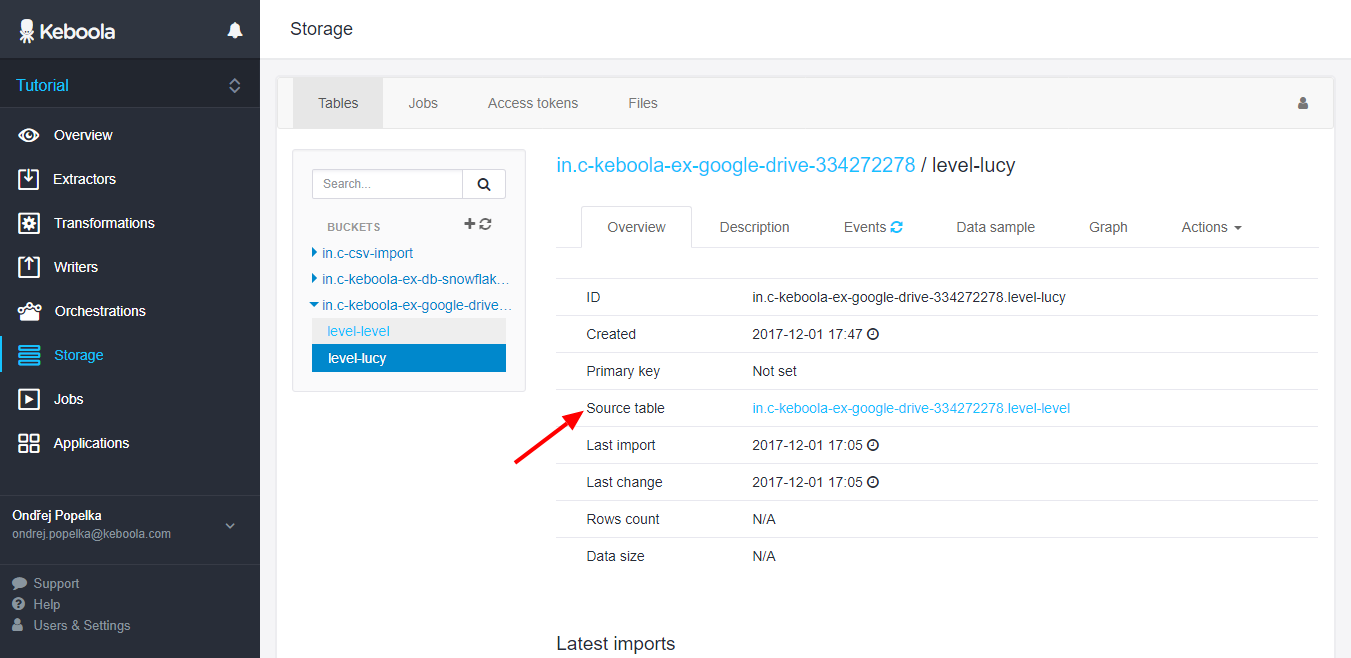 Keboola
Tutorial
Overview
Extractors
Transformations
Writers
Orchestrations
Storage
Jobs
Applications
Ondřej Popelka
ondrej.popelka@keboola.com
Support
Help
Users & Settings
Storage
Tables Jobs Access tokens Files
Search...
BUCKETS
in.c-csv-import
in.c-keboola-ex-db-snowflak...
in.c-keboola-ex-google-drive...
level-level
level-lucy
in.c-keboola-ex-google-drive-334272278 / level-lucy
Overview Description Events Data sample Graph Actions
ID in.c-keboola-ex-google-drive-334272278.level-lucy
Created 2017-12-01 17:47
Primary key Not set
Source table in.c-keboola-ex-google-drive-334272278.level-level
Last import 2017-12-01 17:05
Last change 2017-12-01 17:05
Rows count N/A
Data size N/A
Latest imports